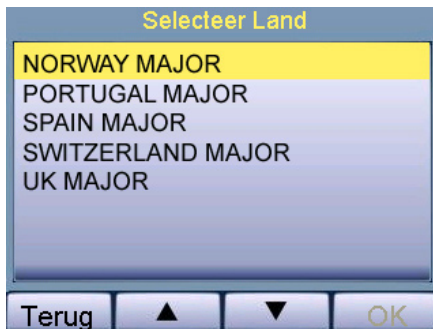 Selecteer Land
NORWAY MAJOR
PORTUGAL MAJOR
SPAIN MAJOR
SWITZERLAND MAJOR
UK MAJOR
Terug ▲ ▼ OK